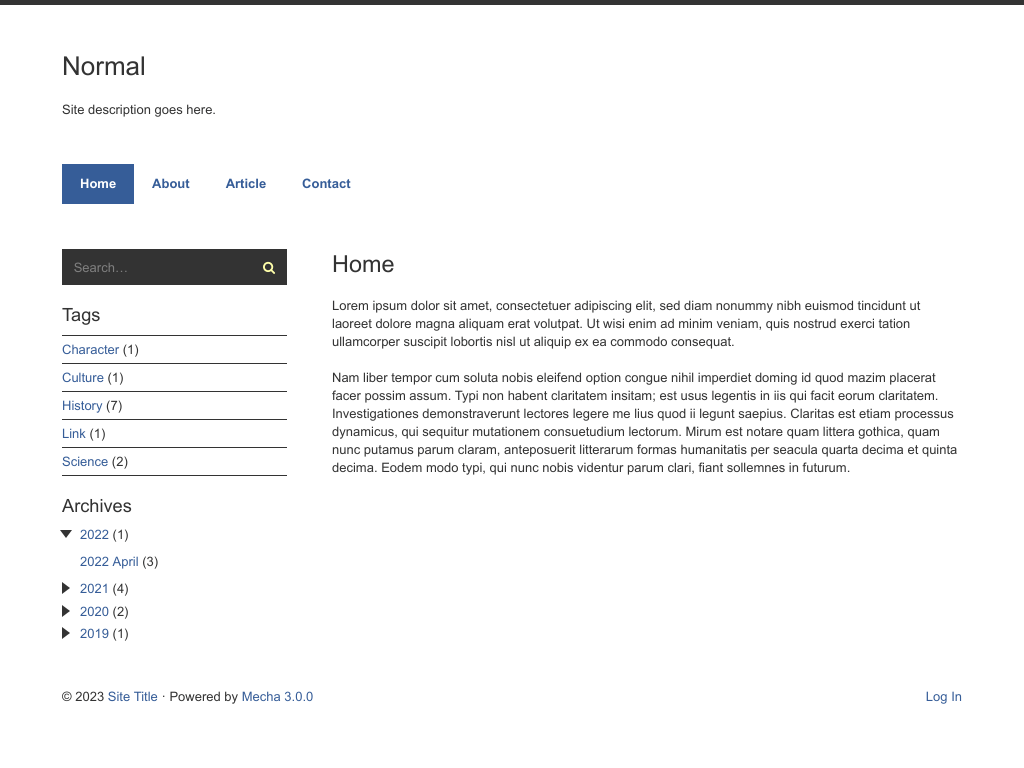 Normal
Site description goes here.
Home About Article Contact
Search…
Tags
Character (1)
Culture (1)
History (7)
Link (1)
Science (2)
Archives
2022 (1)
2022 April (3)
2021 (4)
2020 (2)
2019 (1)
Home
Lorem ipsum dolor sit amet, consectetuer adipiscing elit, sed diam nonummy nibh euismod tincidunt ut
laoreet dolore magna aliquam erat volutpat. Ut wisi enim ad minim veniam, quis nostrud exerci tation
ullamcorper suscipit lobortis nisl ut aliquip ex ea commodo consequat.
Nam liber tempor cum soluta nobis eleifend option congue nihil imperdiet doming id quod mazim placerat
facer possim assum. Typi non habent claritatem insitam; est usus legentis in iis qui facit eorum claritatem.
Investigationes demonstraverunt lectores legere me lius quod ii legunt saepius. Claritas est etiam processus
dynamicus, qui sequitur mutationem consuetudium lectorum. Mirum est notare quam littera gothica, quam
nunc putamus parum claram, anteposuerit litterarum formas humanitatis per seacula quarta decima et quinta
decima. Eodem modo typi, qui nunc nobis videntur parum clari, fiant sollemnes in futurum.
© 2023 Site Title · Powered by Mecha 3.0.0
Log In